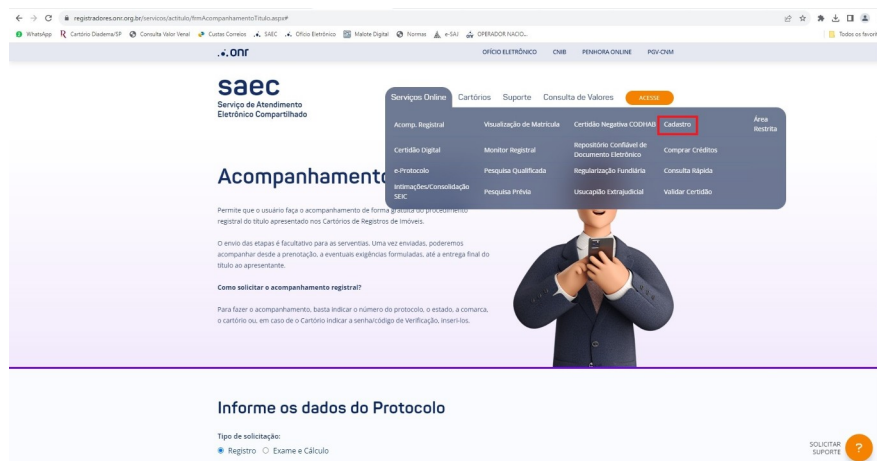 registradores.onr.org.br/servicos/actitulo/frmAcompanhamentoTitulo.aspx#
WhatsApp Cartório Diadema/SP Consulta Valor Venal Custas Correios SAEC Ofício Eletrônico Malote Digital Normas e-SAJ OPERADOR NACIO... Todos os favorit
onr OFÍCIO ELETRÔNICO CNIB PENHORA ONLINE PGV-CNM
saec
Serviço de Atendimento
Eletrônico Compartilhado
Serviços Online Cartórios Suporte Consulta de Valores ACESSE
Acomp. Registral Visualização de Matrícula Certidão Negativa CODHAB Cadastro Área Restrita
Certidão Digital Monitor Registral Repositório Confiável de Documento Eletrônico Comprar Créditos
e-Protocolo Pesquisa Qualificada Regularização Fundiária Consulta Rápida
Intimações/Consolidação SEIC Pesquisa Prévia Usucapião Extrajudicial Validar Certidão
Acompanhamento
Permite que o usuário faça o acompanhamento de forma gratuita do procedimento
registral do título apresentado nos Cartórios de Registros de Imóveis.
O envio das etapas é facultativo para as serventias. Uma vez enviadas, poderemos
acompanhar desde a prenotação, a eventuais exigências formuladas, até a entrega final do
título ao apresentante.
Como solicitar o acompanhamento registral?
Para fazer o acompanhamento, basta indicar o número do protocolo, o estado, a comarca,
o cartório ou, em caso de o Cartório indicar a senha/código de Verificação, inseri-los.
Informe os dados do Protocolo
Tipo de solicitação:
Registro Exame e Cálculo
SOLICITAR
SUPORTE ?